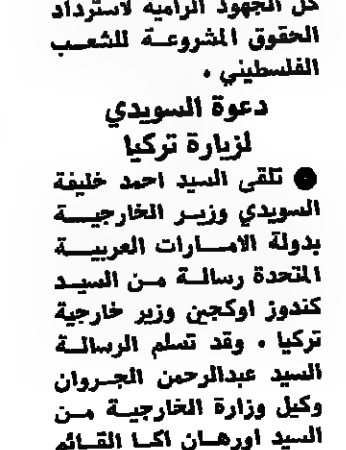 كل الجهود الرامية لاسترداد
الحقوق المشروعة للشعب
الفلسطيني .
دعوة السويدي
لزيارة تركيا
● تلقى السيد احمد خليفة
السويدي وزير الخارجية
بدولة الامارات العربية
المتحدة رسالة من السيد
كندوز اوكجين وزير خارجية
تركيا . وقد تسلم الرسالة
السيد عبدالرحمن الجروان
وكيل وزارة الخارجية من
السيد اورهان اكا القائم